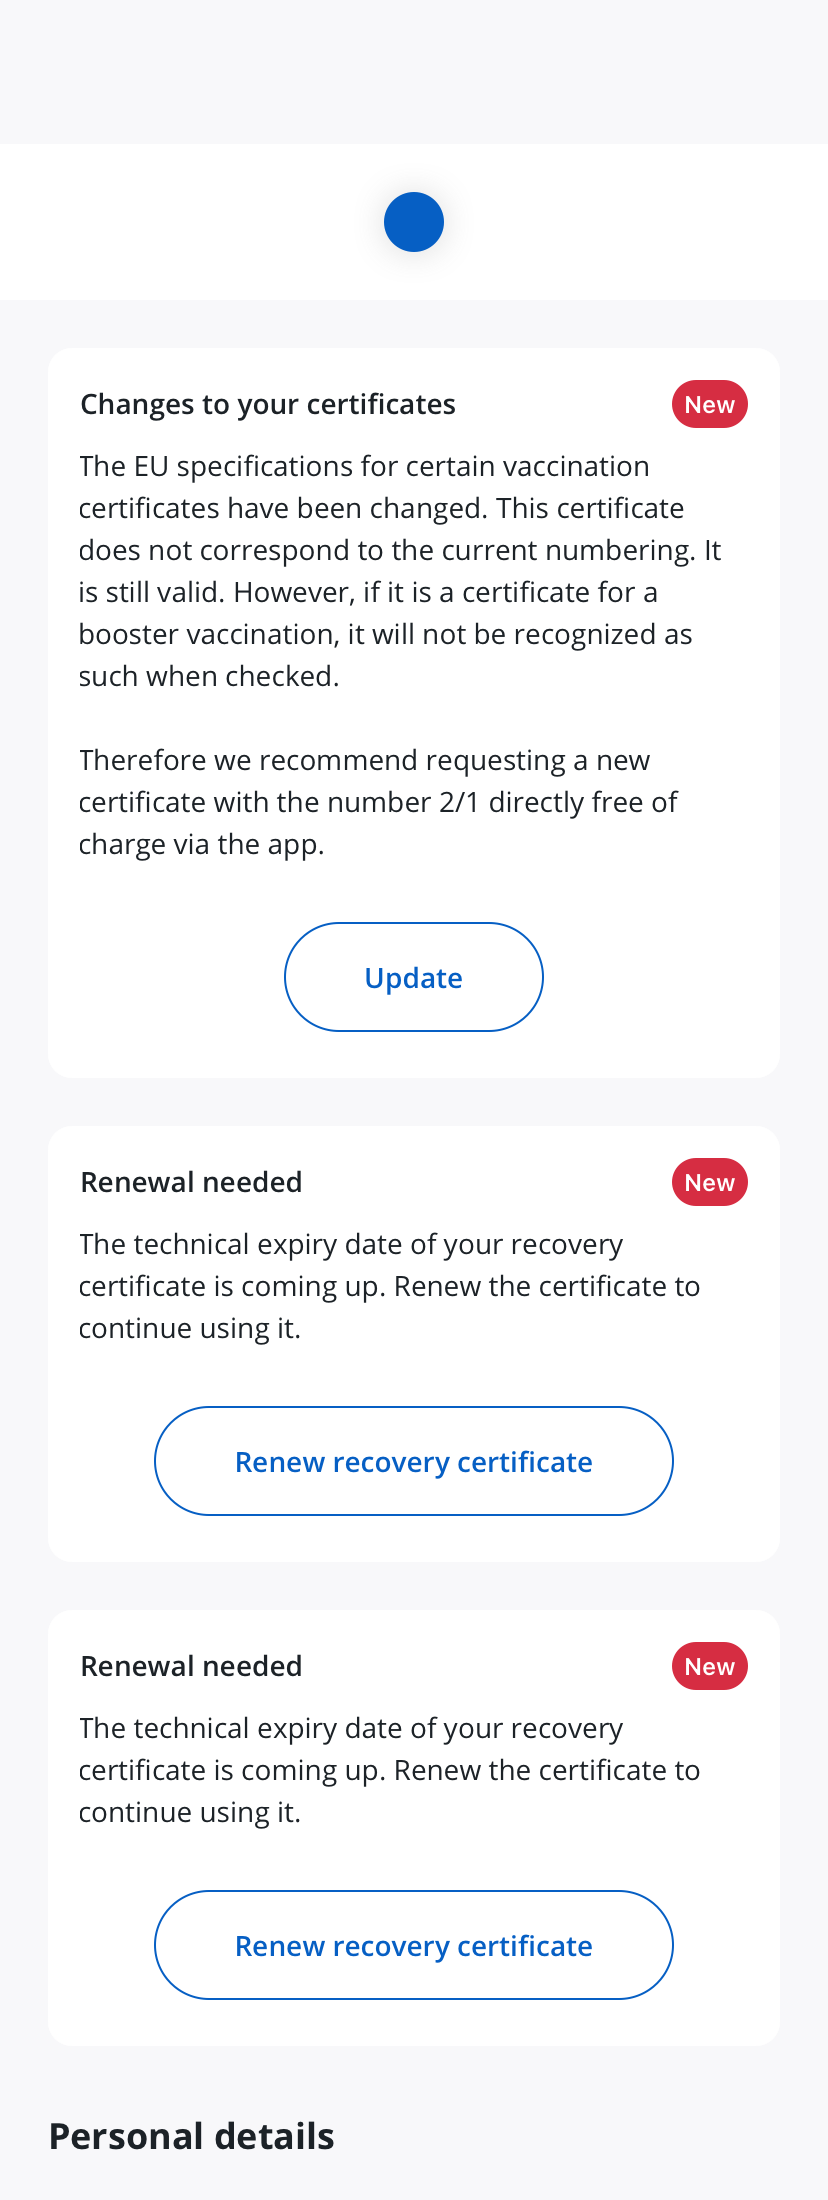 Changes to your certificates
New
The EU specifications for certain vaccination
certificates have been changed. This certificate
does not correspond to the current numbering. It
is still valid. However, if it is a certificate for a
booster vaccination, it will not be recognized as
such when checked.
Therefore we recommend requesting a new
certificate with the number 2/1 directly free of
charge via the app.
Update
Renewal needed
New
The technical expiry date of your recovery
certificate is coming up. Renew the certificate to
continue using it.
Renew recovery certificate
Renewal needed
New
The technical expiry date of your recovery
certificate is coming up. Renew the certificate to
continue using it.
Renew recovery certificate
Personal details